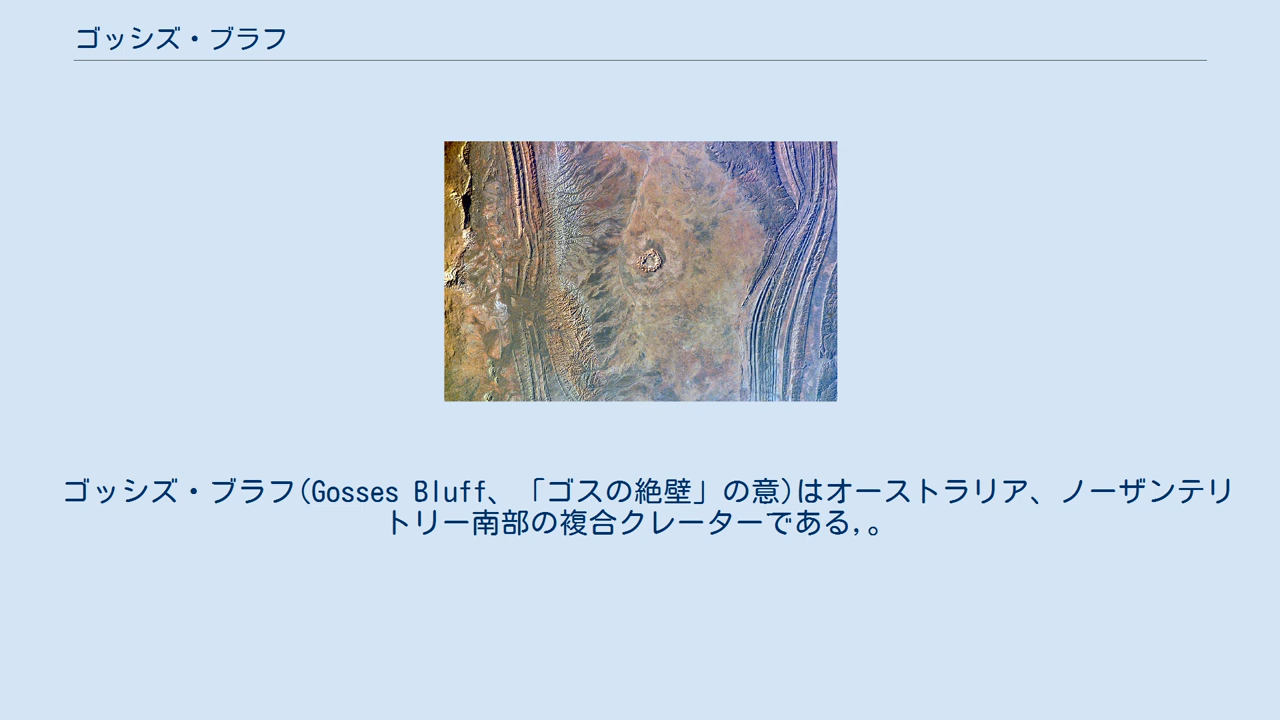 ゴッシズ・ブラフ
ゴッシズ・ブラフ(Gosses Bluff、「ゴスの絶壁」の意)はオーストラリア、ノーザンテリ
トリー南部の複合クレーターである,。